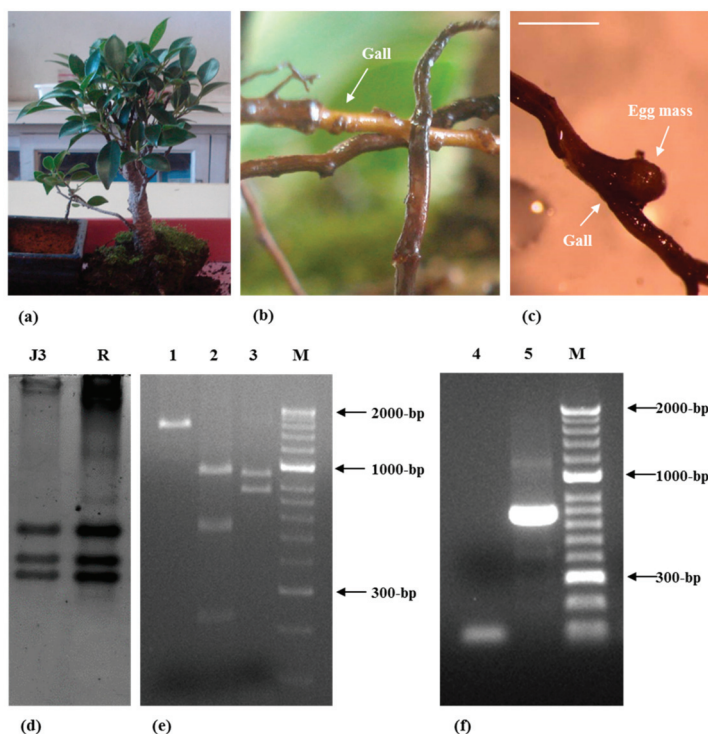 Gall
Egg mass
Gall
(a)
(b)
(c)
J3 R
1 2 3 M
4 5 M
2000-bp
1000-bp
300-bp
2000-bp
1000-bp
300-bp
(d)
(e)
(f)